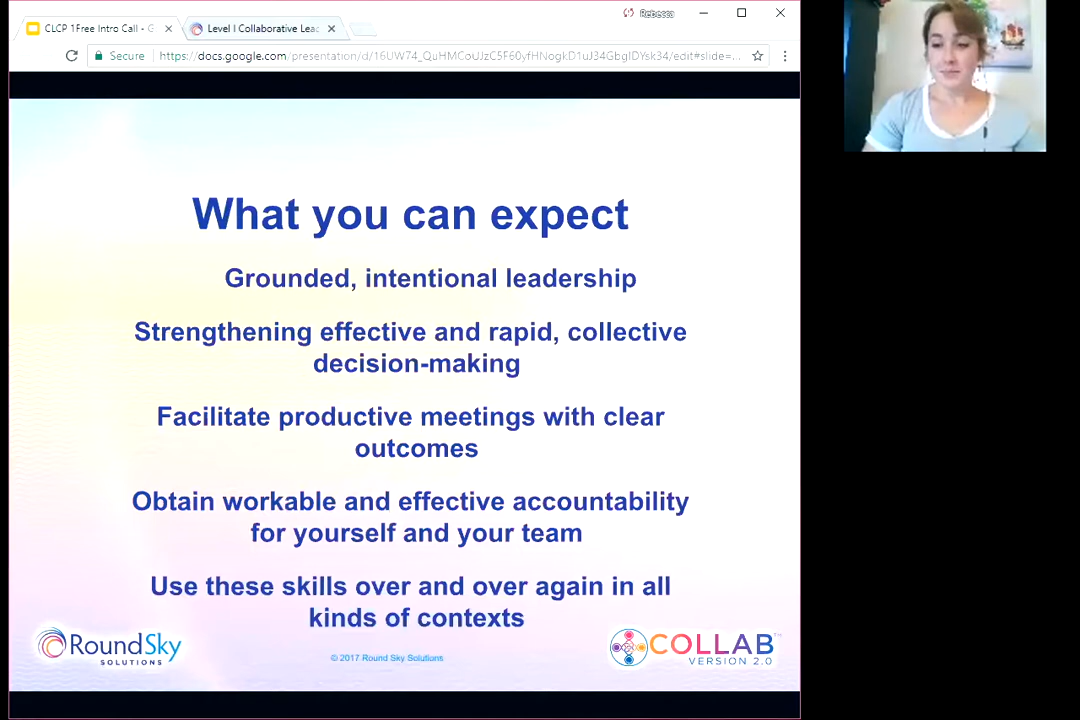 CLCP 1Free Intro Call - G
Level I Collaborative Lea
Rebecca
Secure
What you can expect
Grounded, intentional leadership
Strengthening effective and rapid, collective
decision-making
Facilitate productive meetings with clear
outcomes
Obtain workable and effective accountability
for yourself and your team
Use these skills over and over again in all
kinds of contexts
RoundSky
SOLUTIONS
© 2017 Round Sky Solutions
COLLAB™
VERSION 2.0